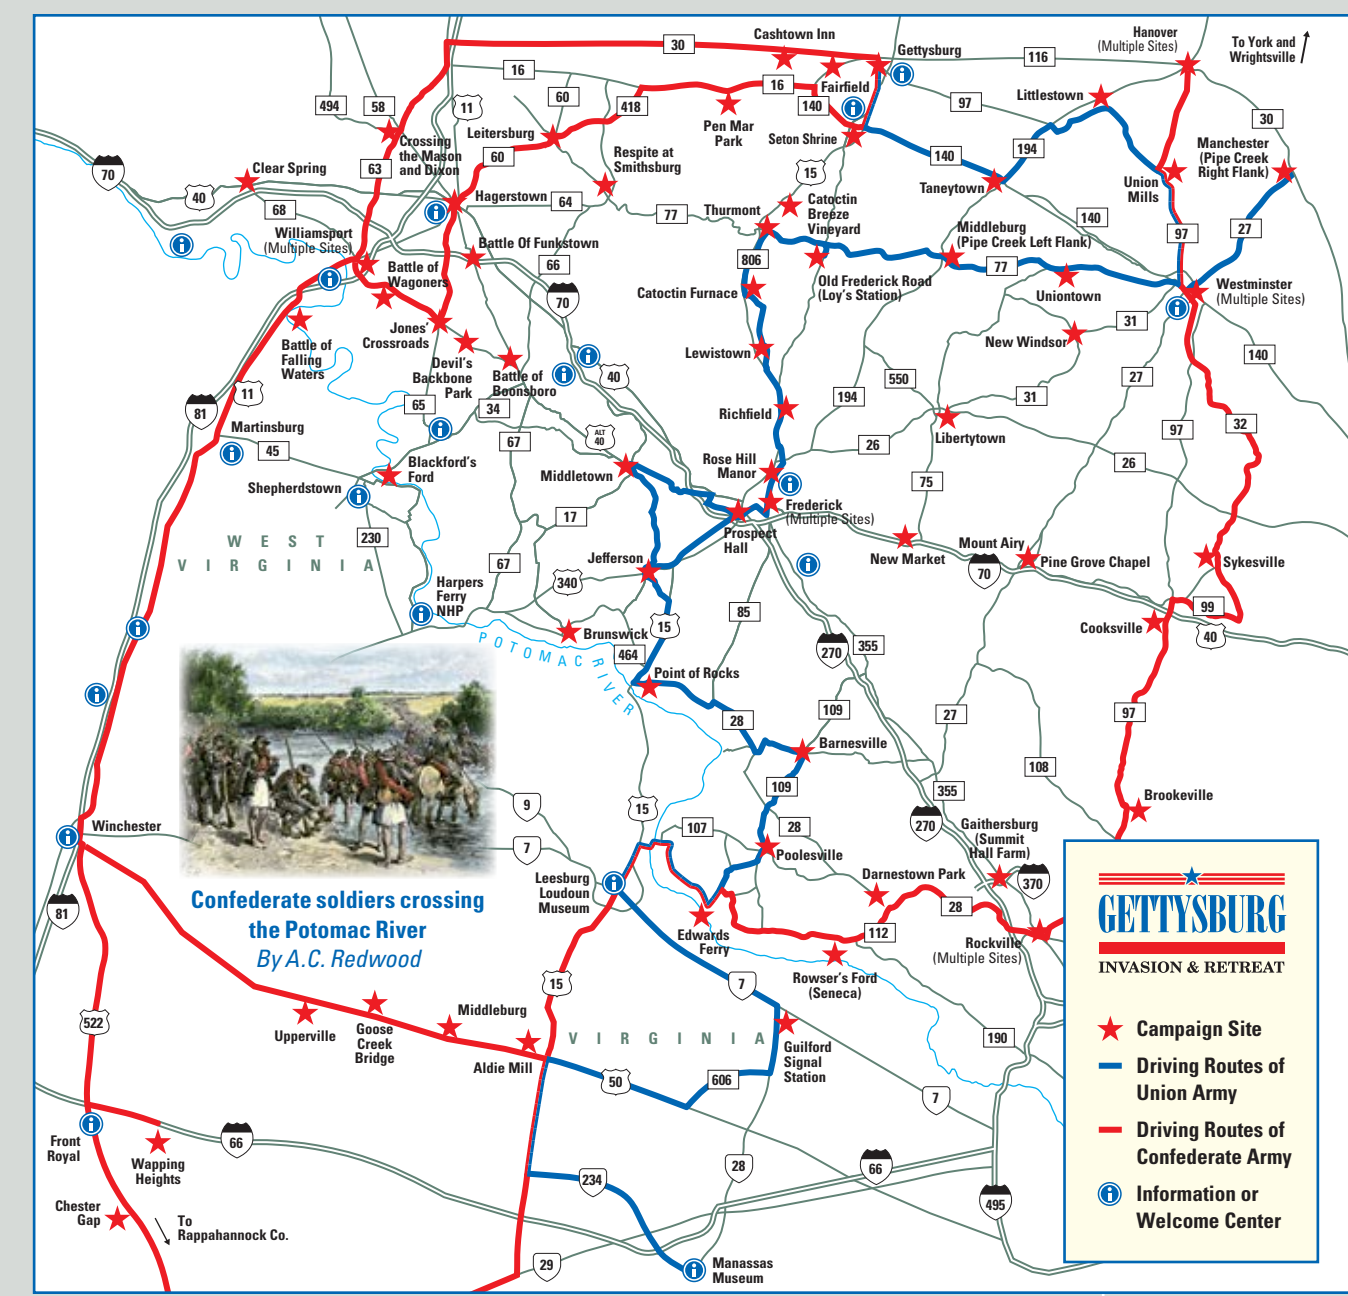 Cashtown Inn
Gettysburg
Hanover
(Multiple Sites)
To York and
Wrightsville
30
116
16
16
Fairfield
Littlestown
97
494
58
11
60
418
140
30
Leitersburg
Pen Mar
Park
Seton Shrine
Manchester
(Pipe Creek
Right Flank)
Crossing
the Mason
and Dixon
60
Respite at
Smithsburg
140
194
70
Clear Spring
63
15
Taneytown
Union
Mills
40
68
Hagerstown
64
77
Thurmont
Catoctin
Breeze
Vineyard
140
97
27
Williamsport
(Multiple Sites)
Battle Of Funkstown
Middleburg
(Pipe Creek Left Flank)
66
806
77
Battle of
Wagoners
70
Catoctin Furnace
Old Frederick Road
(Loy's Station)
Uniontown
Westminster
(Multiple Sites)
Battle of
Falling
Waters
Jones'
Crossroads
31
New Windsor
Lewistown
140
Devil's
Backbone
Park
Battle of
Boonsboro
40
550
27
81
11
65
34
194
31
Richfield
Libertytown
Martinsburg
45
67
ALT
40
26
97
32
Blackford's
Ford
Middletown
Rose Hill
Manor
26
Shepherdstown
75
Frederick
(Multiple Sites)
17
WEST
VIRGINIA
230
Prospect
Hall
New Market
Mount Airy
70
Pine Grove Chapel
Sykesville
Jefferson
67
340
Harpers
Ferry
NHP
85
99
40
Cooksville
Brunswick
15
POTOMAC RIVER
464
270
355
Point of Rocks
28
109
27
97
Barnesville
108
109
355
Brookeville
9
15
107
28
270
Gaithersburg
(Summit
Hall Farm)
Winchester
7
Poolesville
Leesburg
Loudoun
Museum
Darnestown Park
370
Confederate soldiers crossing
the Potomac River
By A.C. Redwood
81
28
Edwards
Ferry
112
Rockville
(Multiple Sites)
Rowser's Ford
(Seneca)
15
7
522
Upperville
Goose
Creek
Bridge
Middleburg
Aldie Mill
VIRGINIA
Guilford
Signal
Station
190
50
606
7
Front
Royal
66
Wapping
Heights
234
28
66
Chester
Gap
495
To
Rappahannock Co.
29
Manassas
Museum
GETTYSBURG
INVASION & RETREAT
Campaign Site
Driving Routes of
Union Army
Driving Routes of
Confederate Army
Information or
Welcome Center